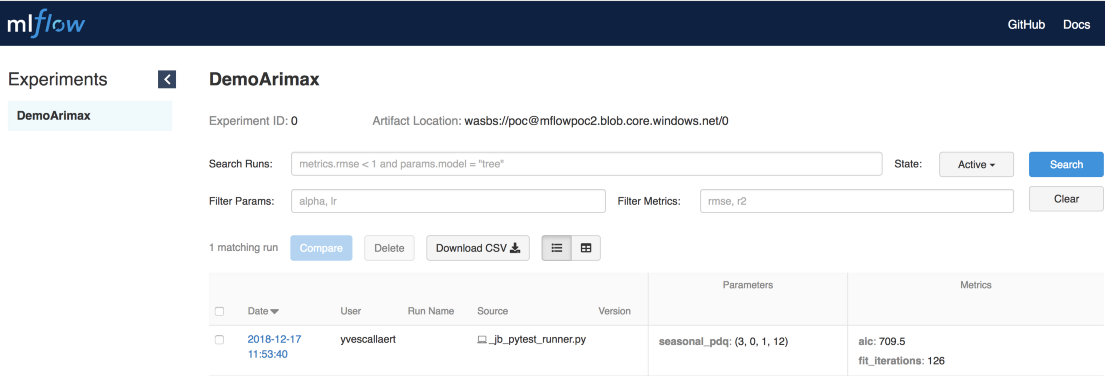 mlflow
GitHub Docs
Experiments
DemoArimax
DemoArimax
Experiment ID: 0 Artifact Location: wasbs://poc@mflowpoc2.blob.core.windows.net/0
Search Runs: metrics.rmse < 1 and params.model = "tree" State: Active Search
Filter Params: alpha, lr Filter Metrics: rmse, r2 Clear
1 matching run Compare Delete Download CSV
Parameters Metrics
Date User Run Name Source Version
2018-12-17 yvescallaert _jb_pytest_runner.py seasonal_pdq: (3, 0, 1, 12) aic: 709.5
11:53:40 fit_iterations: 126